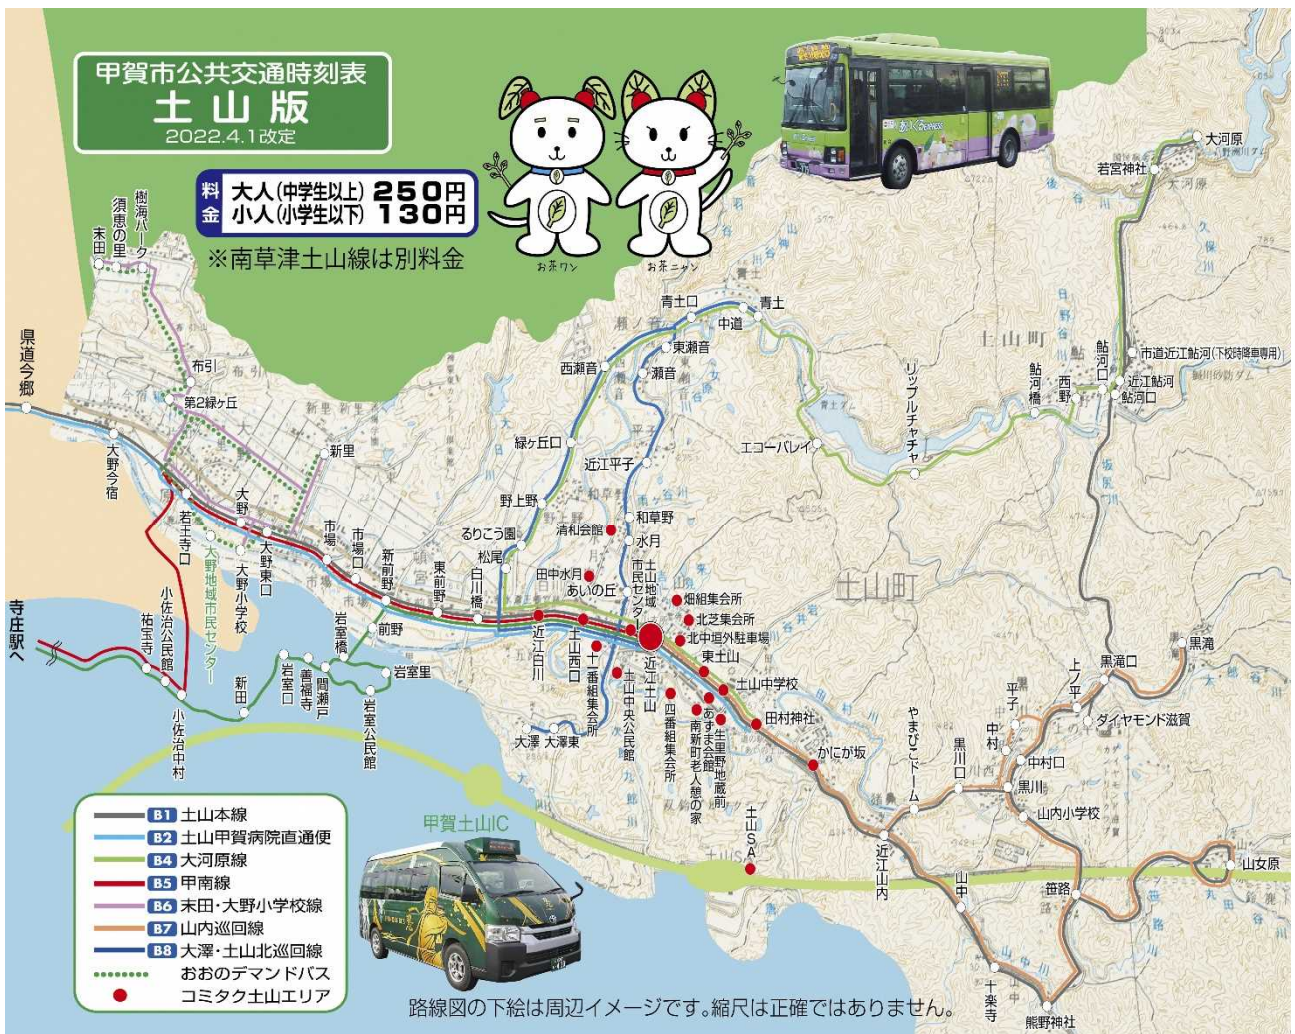 甲賀市公共交通時刻表
土山版
2022.4.1改定
料金
大人(中学生以上)250円
小人(小学生以下)130円
※南草津土山線は別料金
お茶ワン
お茶ニャン
大河原
若宮神社
大河原
樹海パーク
須恵の里
末田
県道今郷
大野今宿
布引
第2緑ヶ丘
新里
若王寺口
大野
大野東口
大野小学校
大野地域市民センター
市場
市場口
新前野
前野
東前野
白川橋
松尾
るりこう園
野上野
緑ヶ丘口
西瀬音
青土口
中道
青土
東瀬音
瀬音
近江平子
和草野
水月
清和会館
田中水月
あいの丘
土山地域
市民センター
畑組集会所
北芝集会所
北中垣外駐車場
東土山
土山中学校
田村神社
かにが坂
近江白川
土山西口
十一番組集会所
土山中央公民館
近江土山
四番組集会所
南新町老人憩の家
あずま会館
生里野地蔵前
大澤
大澤東
土山SA
エコーバレイ
リップルチャチャ
鮎河橋
西野
鮎河口
市道近江鮎河(下校時降車専用)
近江鮎河
鮎河口
土山町
土山町
青土ダム
黒滝
黒滝口
上ノ平
ダイヤモンド滋賀
平子
中村
中村口
黒川
黒川口
やまびこドーム
山内小学校
近江山内
山女原
笹路
山中
十楽寺
熊野神社
寺庄駅へ
祐宝寺
小佐治公民館
小佐治中村
新田
岩室口
善福寺
間瀬戸
岩室橋
岩室里
岩室公民館
甲賀土山IC
B1 土山本線
B2 土山甲賀病院直通便
B4 大河原線
B5 甲南線
B6 末田・大野小学校線
B7 山内巡回線
B8 大澤・土山北巡回線
おおのデマンドバス
コミタク土山エリア
路線図の下絵は周辺イメージです。縮尺は正確ではありません。